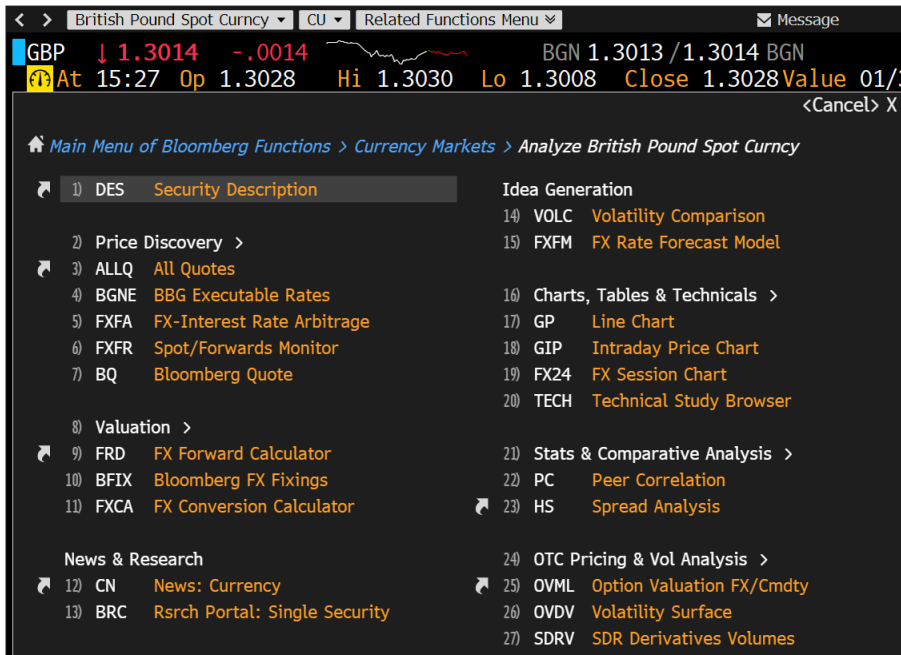 < > British Pound Spot Curncy CU Related Functions Menu Message
GBP ↓ 1.3014 -.0014 BGN 1.3013 / 1.3014 BGN
At 15:27 Op 1.3028 Hi 1.3030 Lo 1.3008 Close 1.3028 Value 01/
<Cancel> X
Main Menu of Bloomberg Functions > Currency Markets > Analyze British Pound Spot Curncy
1) DES Security Description
2) Price Discovery >
3) ALLQ All Quotes
4) BGNE BBG Executable Rates
5) FXFA FX-Interest Rate Arbitrage
6) FXFR Spot/Forwards Monitor
7) BQ Bloomberg Quote
8) Valuation >
9) FRD FX Forward Calculator
10) BFIX Bloomberg FX Fixings
11) FXCA FX Conversion Calculator
News & Research
12) CN News: Currency
13) BRC Rsrch Portal: Single Security
Idea Generation
14) VOLC Volatility Comparison
15) FXFM FX Rate Forecast Model
16) Charts, Tables & Technicals >
17) GP Line Chart
18) GIP Intraday Price Chart
19) FX24 FX Session Chart
20) TECH Technical Study Browser
21) Stats & Comparative Analysis >
22) PC Peer Correlation
23) HS Spread Analysis
24) OTC Pricing & Vol Analysis >
25) OVML Option Valuation FX/Cmdty
26) OVDV Volatility Surface
27) SDRV SDR Derivatives Volumes